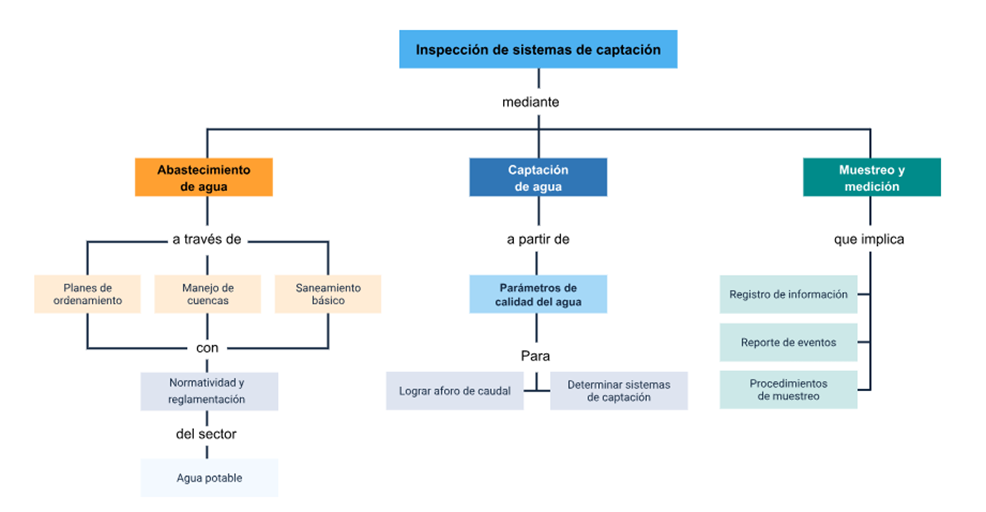 Inspección de sistemas de captación
mediante
Abastecimiento
de agua
Captación
de agua
Muestreo y
medición
a través de
a partir de
que implica
Planes de
ordenamiento
Manejo de
cuencas
Saneamiento
básico
Parámetros de
calidad del agua
Registro de información
Reporte de eventos
Procedimientos
de muestreo
con
Para
Normatividad y
reglamentación
Lograr aforo de caudal
Determinar sistemas
de captación
del sector
Agua potable